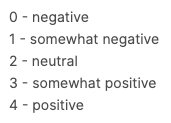 0 - negative
1 - somewhat negative
2 - neutral
3 - somewhat positive
4 - positive